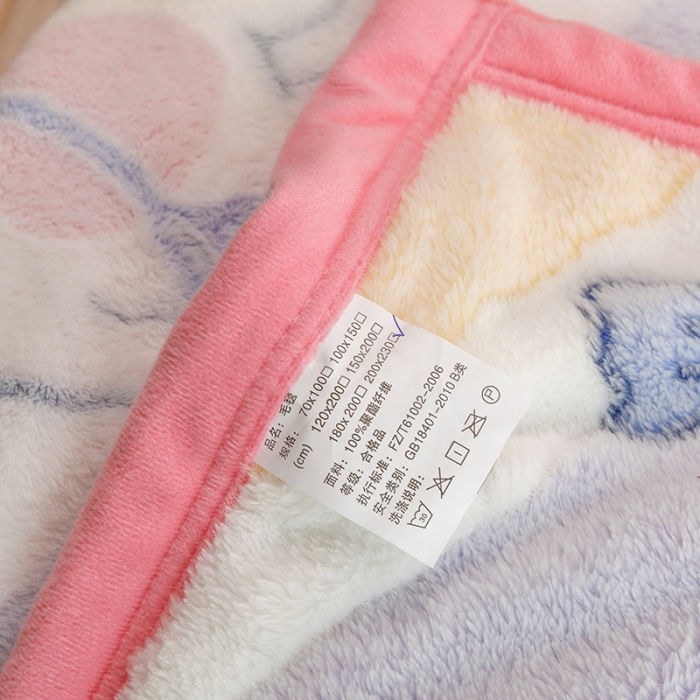 品名：毛毯
规格： 70x100□ 100x150□
(cm) 120x200□ 150x200□
180x200□ 200x230☑
面料：100%聚酯纤维
等级：合格品
执行标准：FZ/T61002-2006
安全类别：GB18401-2010 B类
洗涤说明：
30 P